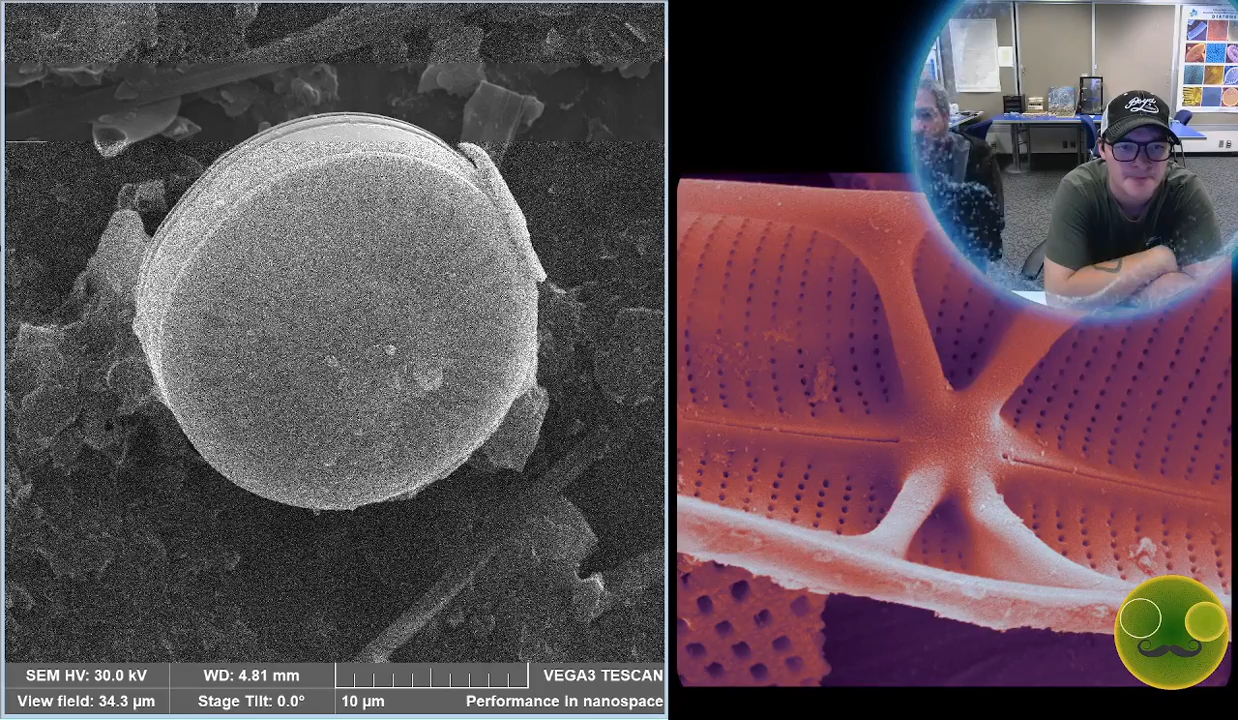 SEM HV: 30.0 kV
WD: 4.81 mm
VEGA3 TESCAN
View field: 34.3 µm
Stage Tilt: 0.0°
10 µm
Performance in nanospace
DIATOMS